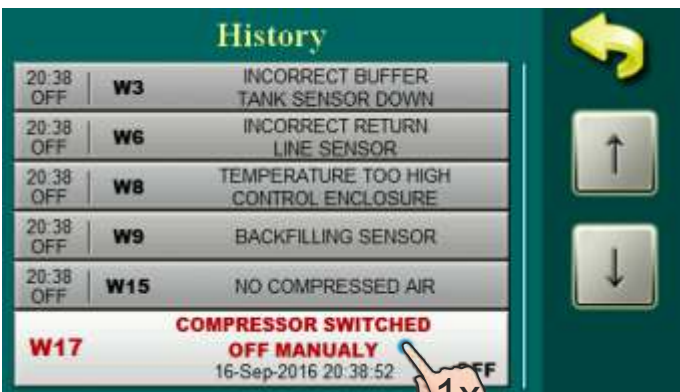 History
20:38
OFF
W3
INCORRECT BUFFER
TANK SENSOR DOWN
20:38
OFF
W6
INCORRECT RETURN
LINE SENSOR
20:38
OFF
W8
TEMPERATURE TOO HIGH
CONTROL ENCLOSURE
20:38
OFF
W9
BACKFILLING SENSOR
20:38
OFF
W15
NO COMPRESSED AIR
W17
COMPRESSOR SWITCHED
OFF MANUALY
16-Sep-2016 20:38:52 OFF
1x